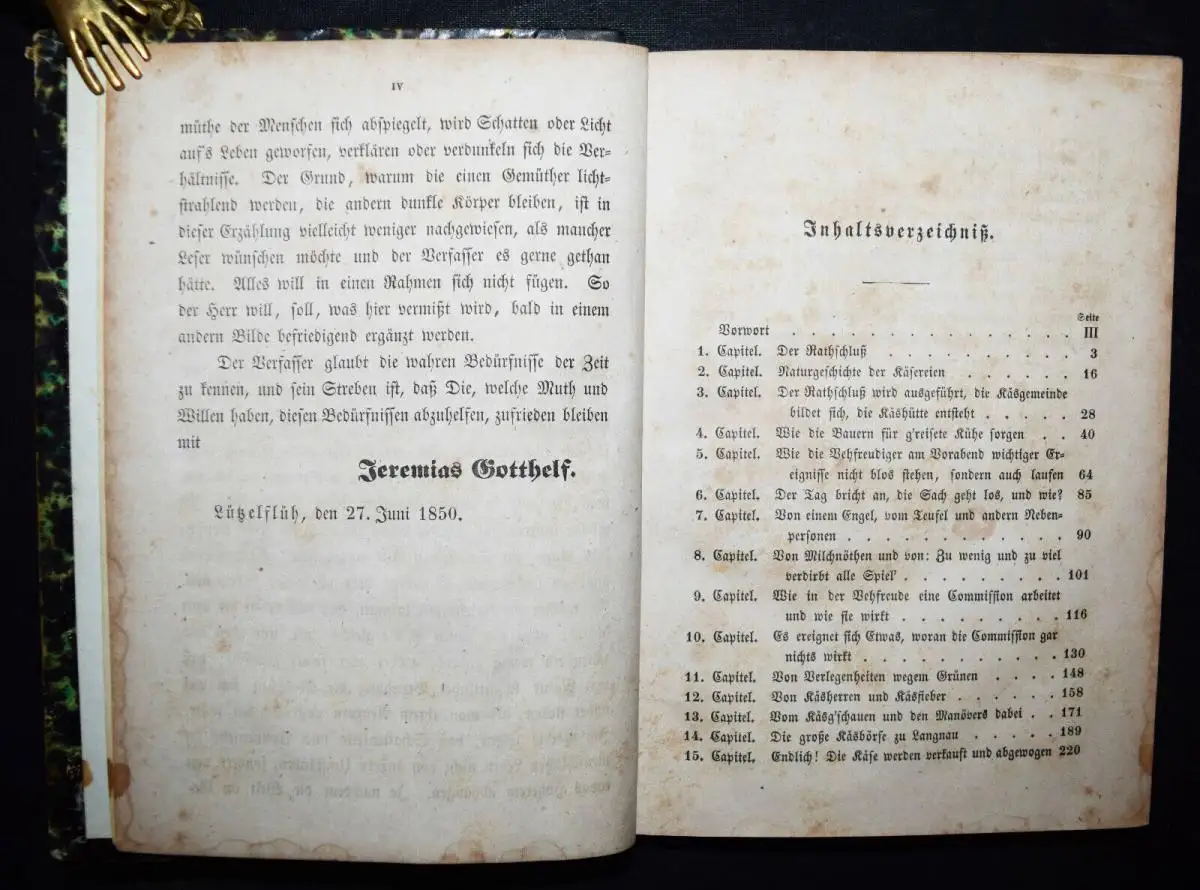 IV
müthe der Menschen sich abspiegelt, wird Schatten oder Licht
auf's Leben geworfen, verklären oder verdunkeln sich die Ver-
hältnisse. Der Grund, warum die einen Gemüther licht-
strahlend werden, die andern dunkle Körper bleiben, ist in
dieser Erzählung vielleicht weniger nachgewiesen, als mancher
Leser wünschen möchte und der Verfasser es gerne gethan
hätte. Alles will in einen Rahmen sich nicht fügen. So
der Herr will, soll, was hier vermißt wird, bald in einem
andern Bilde befriedigend ergänzt werden.
Der Verfasser glaubt die wahren Bedürfnisse der Zeit
zu kennen, und sein Streben ist, daß Die, welche Muth und
Willen haben, diesen Bedürfnissen abzuhelfen, zufrieden bleiben
mit
Jeremias Gotthelf.
Lützelflüh, den 27. Juni 1850.
Inhaltsverzeichniß.
Seite
Vorwort . . . . . . . . . . . . . . . III
1. Capitel. Der Rathschluß . . . . . . . . . . 3
2. Capitel. Naturgeschichte der Käsereien . . . . . . 16
3. Capitel. Der Rathschluß wird ausgeführt, die Käsgemeinde
bildet sich, die Käshütte entsteht . . . . . 28
4. Capitel. Wie die Bauern für g'reisete Kühe sorgen . . 40
5. Capitel. Wie die Vehfreudiger am Vorabend wichtiger Er-
eignisse nicht blos stehen, sondern auch laufen 64
6. Capitel. Der Tag bricht an, die Sach geht los, und wie? 85
7. Capitel. Von einem Engel, vom Teufel und andern Neben-
personen . . . . . . . . . . . . 90
8. Capitel. Von Milchnöthen und von: Zu wenig und zu viel
verdirbt alle Spiel' . . . . . . . . . 101
9. Capitel. Wie in der Vehfreude eine Commission arbeitet
und wie sie wirkt . . . . . . . . . 116
10. Capitel. Es ereignet sich Etwas, woran die Commission gar
nichts wirkt . . . . . . . . . . . 130
11. Capitel. Von Verlegenheiten wegem Grünen . . . . 148
12. Capitel. Von Käsherren und Käsfieber . . . . . 158
13. Capitel. Vom Käsg'schauen und den Manövers dabei . . 171
14. Capitel. Die große Käsbörse zu Langnau . . . . . 189
15. Capitel. Endlich! Die Käse werden verkauft und abgewogen 220